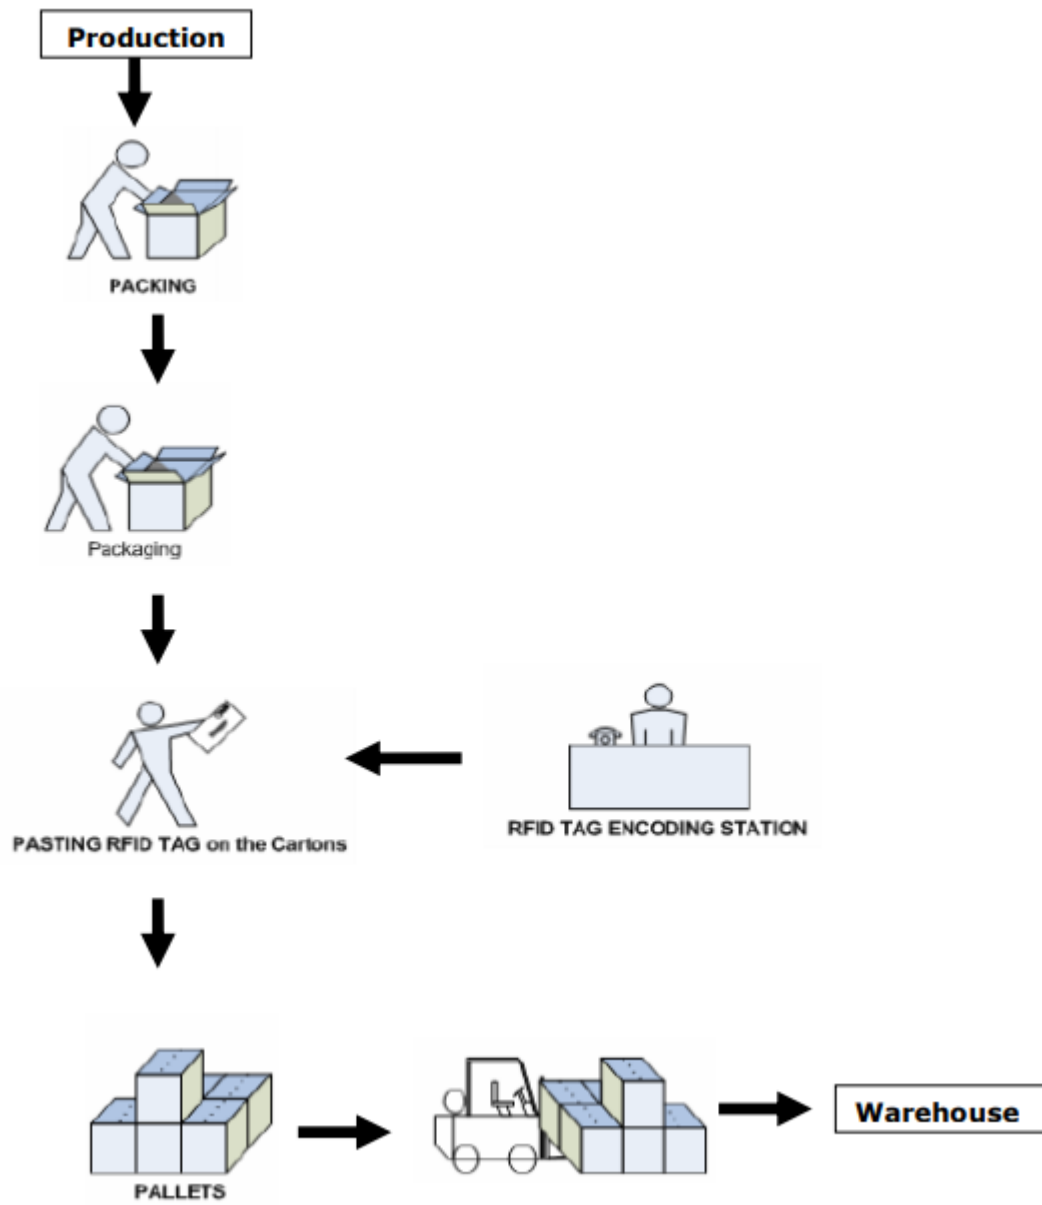 Production
PACKING
Packaging
PASTING RFID TAG on the Cartons
RFID TAG ENCODING STATION
PALLETS
Warehouse